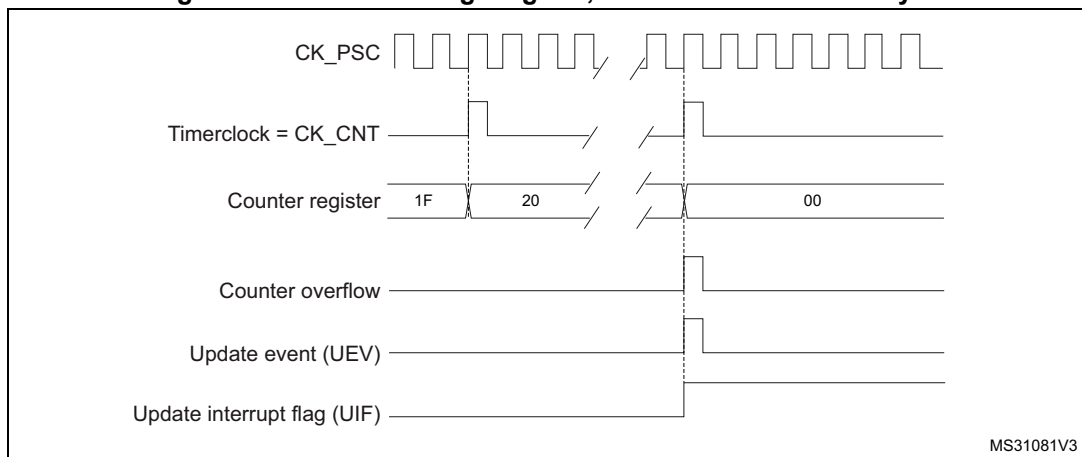 CK_PSC
Timerclock = CK_CNT
Counter register 1F 20 00
Counter overflow
Update event (UEV)
Update interrupt flag (UIF)
MS31081V3